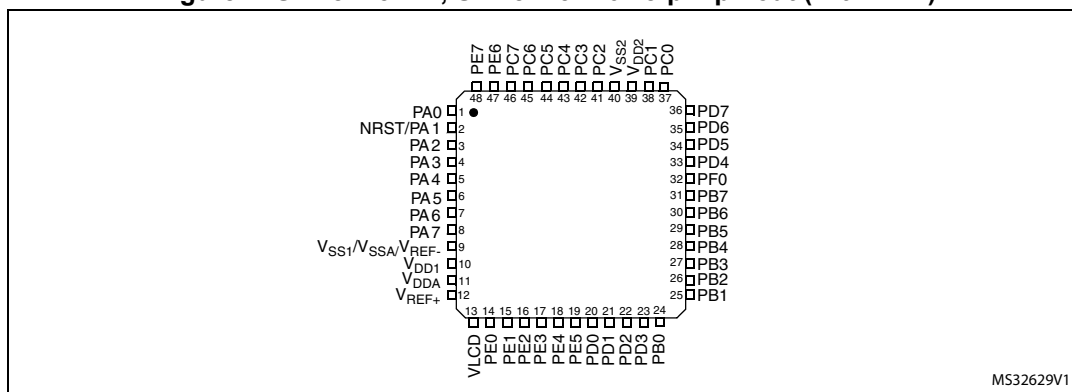 PE7
PE6
PC7
PC6
PC5
PC4
PC3
PC2
VSS2
VDD2
PC1
PC0
48 47 46 45 44 43 42 41 40 39 38 37
PA0 1
NRST/PA1 2
PA2 3
PA3 4
PA4 5
PA5 6
PA6 7
PA7 8
VSS1/VSSA/VREF- 9
VDD1 10
VDDA 11
VREF+ 12
36 PD7
35 PD6
34 PD5
33 PD4
32 PF0
31 PB7
30 PB6
29 PB5
28 PB4
27 PB3
26 PB2
25 PB1
13 14 15 16 17 18 19 20 21 22 23 24
VLCD
PE0
PE1
PE2
PE3
PE4
PE5
PD0
PD1
PD2
PD3
PB0
MS32629V1